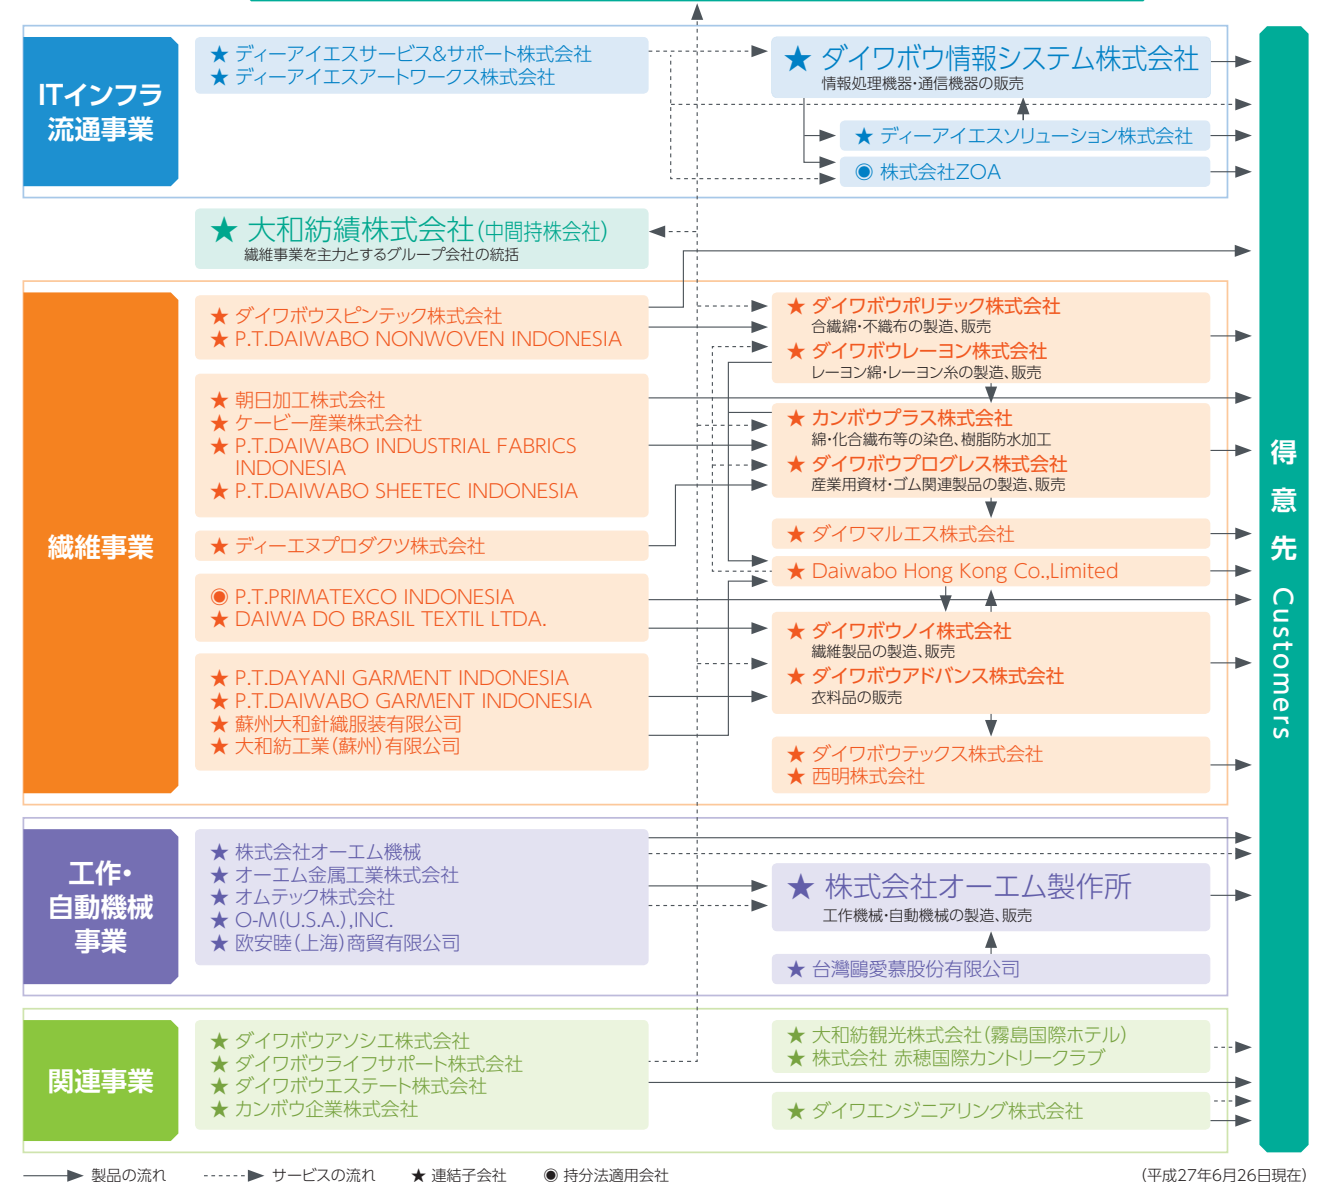 ITインフラ
流通事業
★ ディーアイエスサービス&サポート株式会社
★ ディーアイエスアートワークス株式会社
★ ダイワボウ情報システム株式会社
情報処理機器・通信機器の販売
★ ディーアイエスソリューション株式会社
◉ 株式会社ZOA
★ 大和紡績株式会社(中間持株会社)
繊維事業を主力とするグループ会社の統括
繊維事業
★ ダイワボウスピンテック株式会社
★ P.T.DAIWABO NONWOVEN INDONESIA
★ 朝日加工株式会社
★ ケービー産業株式会社
★ P.T.DAIWABO INDUSTRIAL FABRICS
INDONESIA
★ P.T.DAIWABO SHEETEC INDONESIA
★ ディーエヌプロダクツ株式会社
◉ P.T.PRIMATEXCO INDONESIA
★ DAIWA DO BRASIL TEXTIL LTDA.
★ P.T.DAYANI GARMENT INDONESIA
★ P.T.DAIWABO GARMENT INDONESIA
★ 蘇州大和針織服装有限公司
★ 大和紡工業(蘇州)有限公司
★ ダイワボウポリテック株式会社
合繊綿・不織布の製造、販売
★ ダイワボウレーヨン株式会社
レーヨン綿・レーヨン糸の製造、販売
★ カンボウプラス株式会社
綿・化合繊布等の染色、樹脂防水加工
★ ダイワボウプログレス株式会社
産業用資材・ゴム関連製品の製造、販売
★ ダイワマルエス株式会社
★ Daiwabo Hong Kong Co.,Limited
★ ダイワボウノイ株式会社
繊維製品の製造、販売
★ ダイワボウアドバンス株式会社
衣料品の販売
★ ダイワボウテックス株式会社
★ 西明株式会社
工作・
自動機械
事業
★ 株式会社オーエム機械
★ オーエム金属工業株式会社
★ オムテック株式会社
★ O-M(U.S.A.),INC.
★ 欧安睦(上海)商貿有限公司
★ 株式会社オーエム製作所
工作機械・自動機械の製造、販売
★ 台灣鷗愛慕股份有限公司
関連事業
★ ダイワボウアソシエ株式会社
★ ダイワボウライフサポート株式会社
★ ダイワボウエステート株式会社
★ カンボウ企業株式会社
★ 大和紡観光株式会社(霧島国際ホテル)
★ 株式会社 赤穂国際カントリークラブ
★ ダイワエンジニアリング株式会社
得意先 Customers
製品の流れ
サービスの流れ
★ 連結子会社
◉ 持分法適用会社
(平成27年6月26日現在)